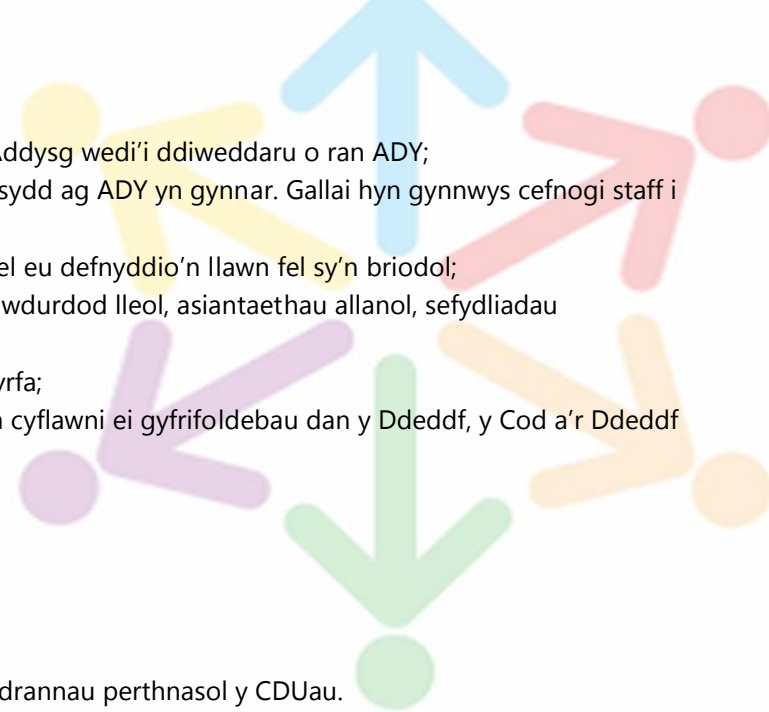 Addysg wedi'i ddiweddaru o ran ADY;
sydd ag ADY yn gynnar. Gallai hyn gynnwys cefnogi staff i
el eu defnyddio'n llawn fel sy'n briodol;
wdurdod lleol, asiantaethau allanol, sefydliadau
yrfa;
cyflawni ei gyfrifoldebau dan y Ddeddf, y Cod a'r Ddeddf
drannau perthnasol y CDUau.